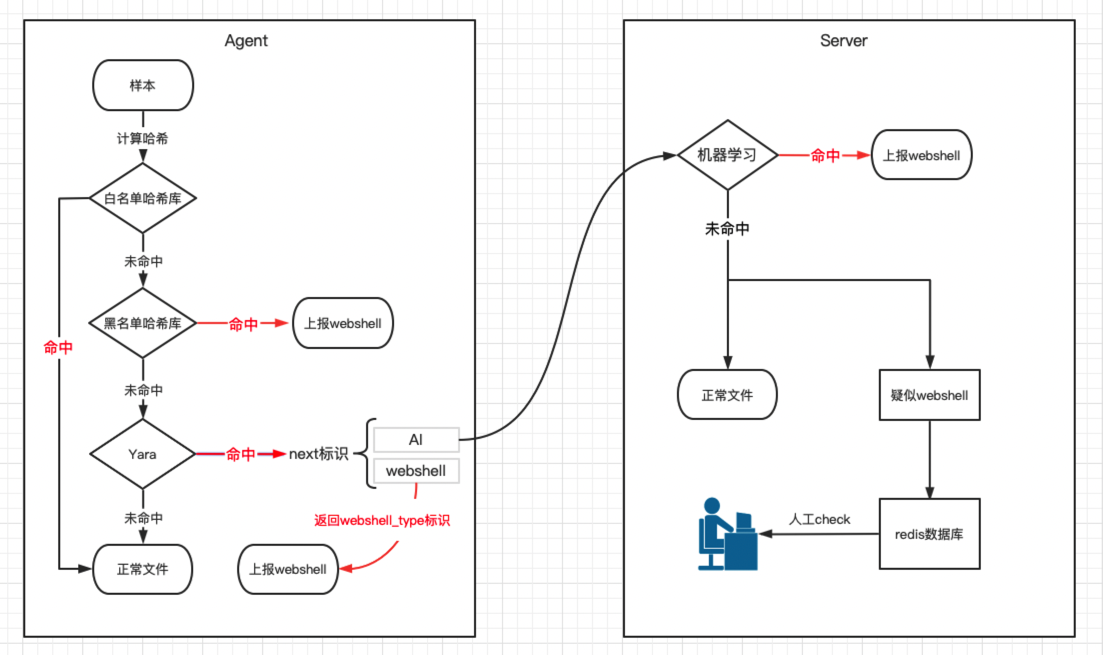 Agent
样本
计算哈希
白名单哈希库
未命中
黑名单哈希库
命中
上报webshell
命中
未命中
Yara
命中
next标识
AI
webshell
未命中
返回webshell_type标识
正常文件
上报webshell
Server
机器学习
命中
上报webshell
未命中
正常文件
疑似webshell
人工check
redis数据库